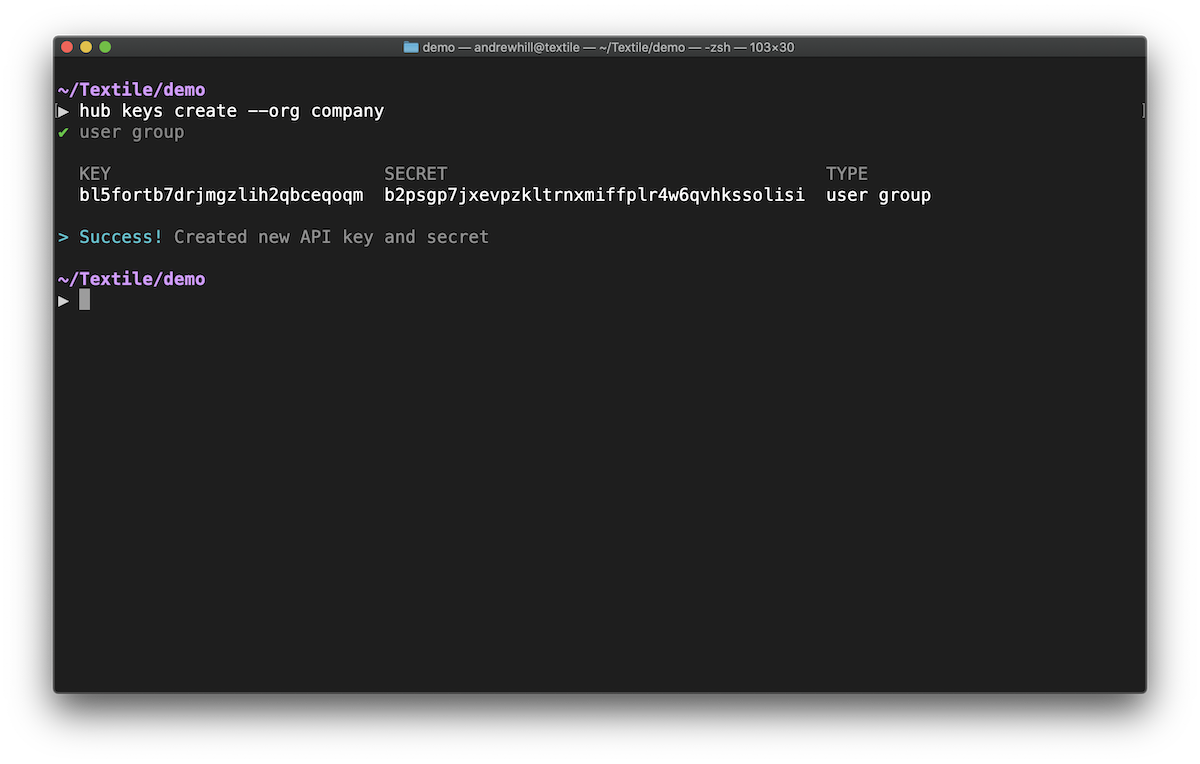 demo — andrewhill@textile — ~/Textile/demo — -zsh — 103×30
~/Textile/demo
▶ hub keys create --org company
✔ user group
KEY SECRET TYPE
bl5fortb7drjmgzlih2qbceqoqm b2psgp7jxevpzkltrnxmiffplr4w6qvhkssolisi user group
> Success! Created new API key and secret
~/Textile/demo
▶